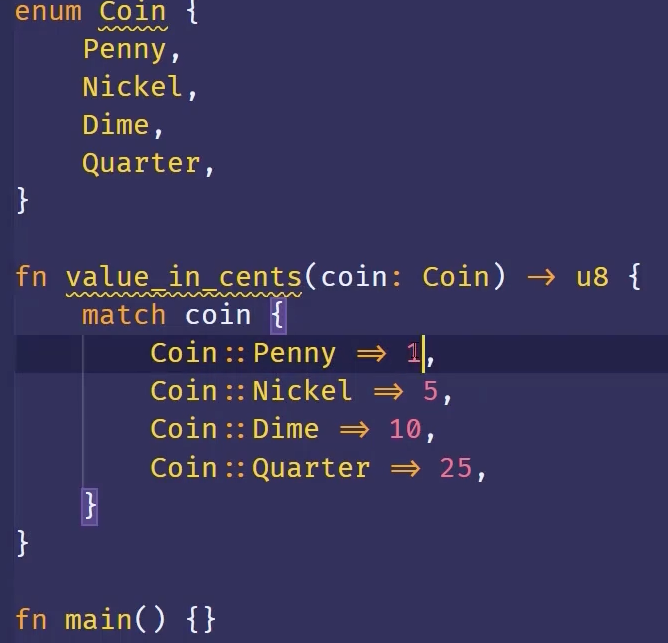 enum Coin {
    Penny,
    Nickel,
    Dime,
    Quarter,
}

fn value_in_cents(coin: Coin) -> u8 {
    match coin {
        Coin::Penny => 1,
        Coin::Nickel => 5,
        Coin::Dime => 10,
        Coin::Quarter => 25,
    }
}

fn main() {}